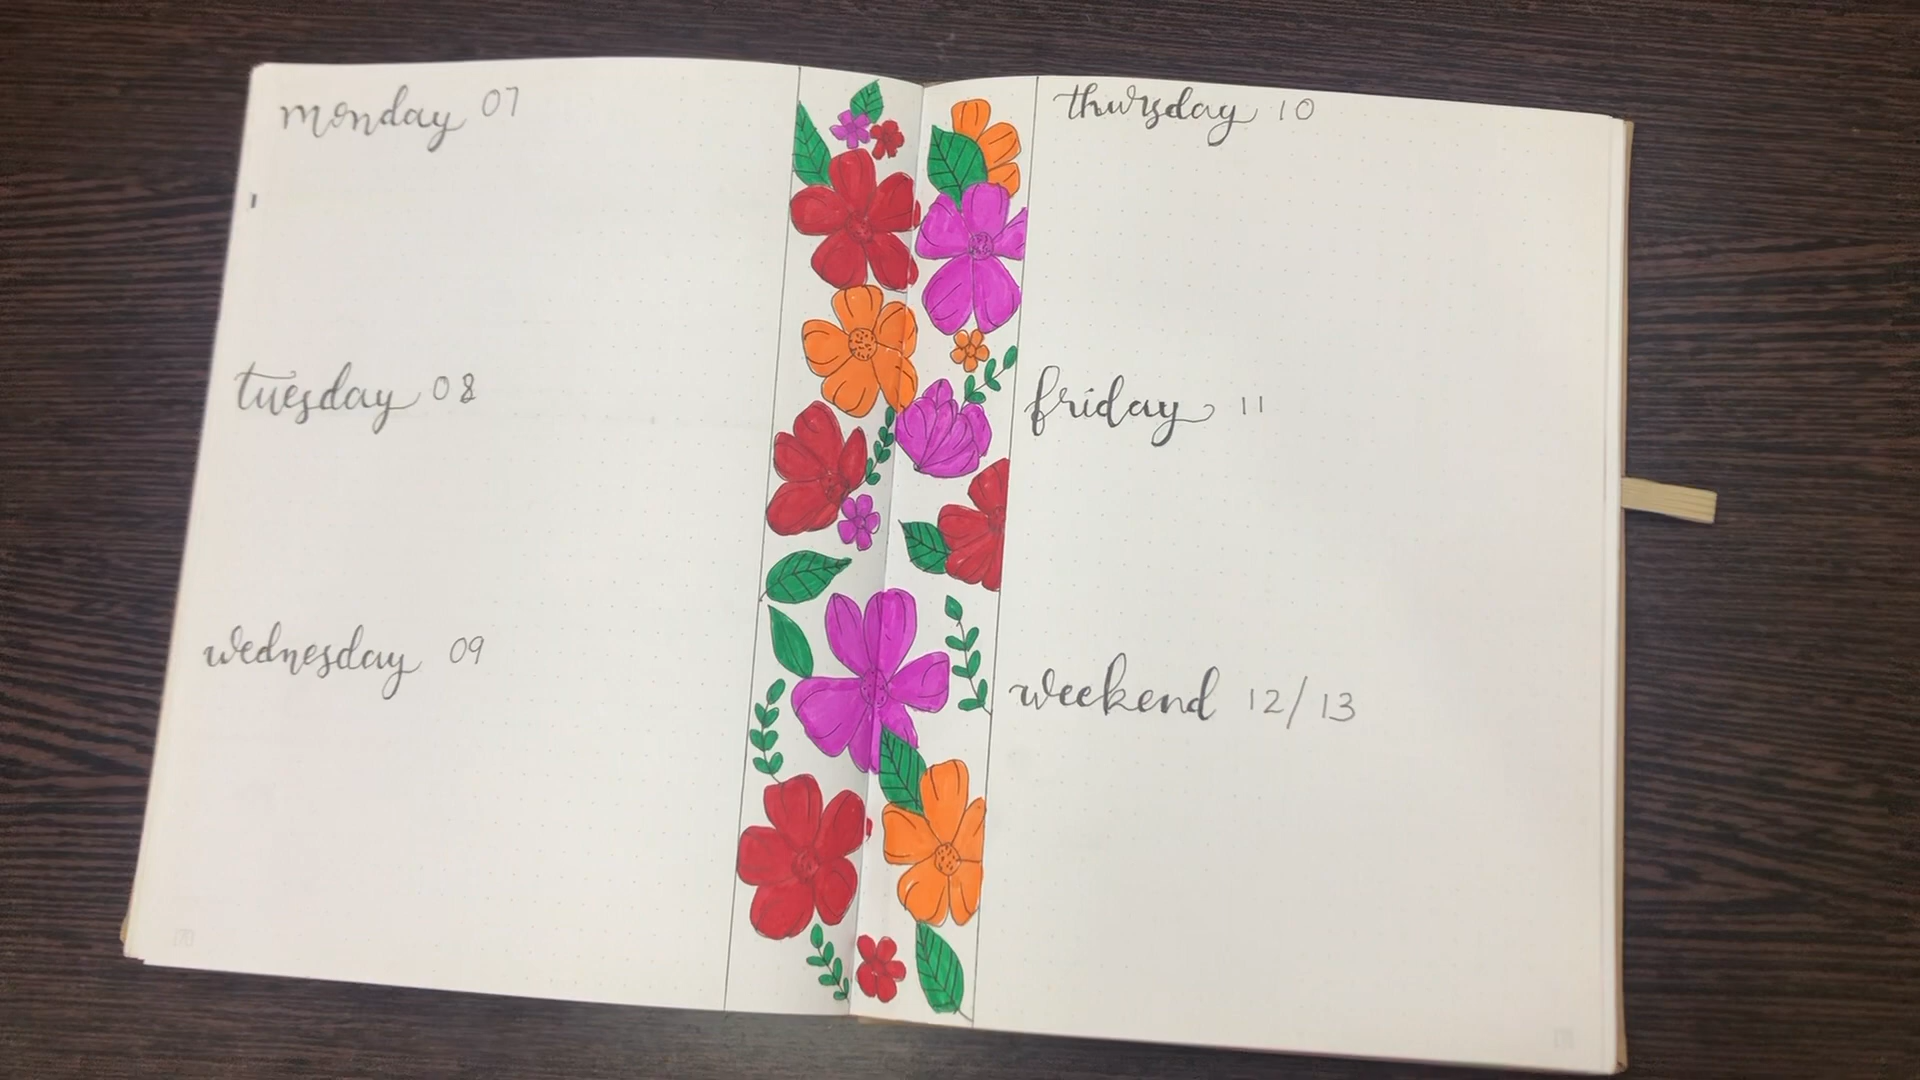 monday 07
tuesday 08
wednesday 09
thursday 10
friday 11
weekend 12/13